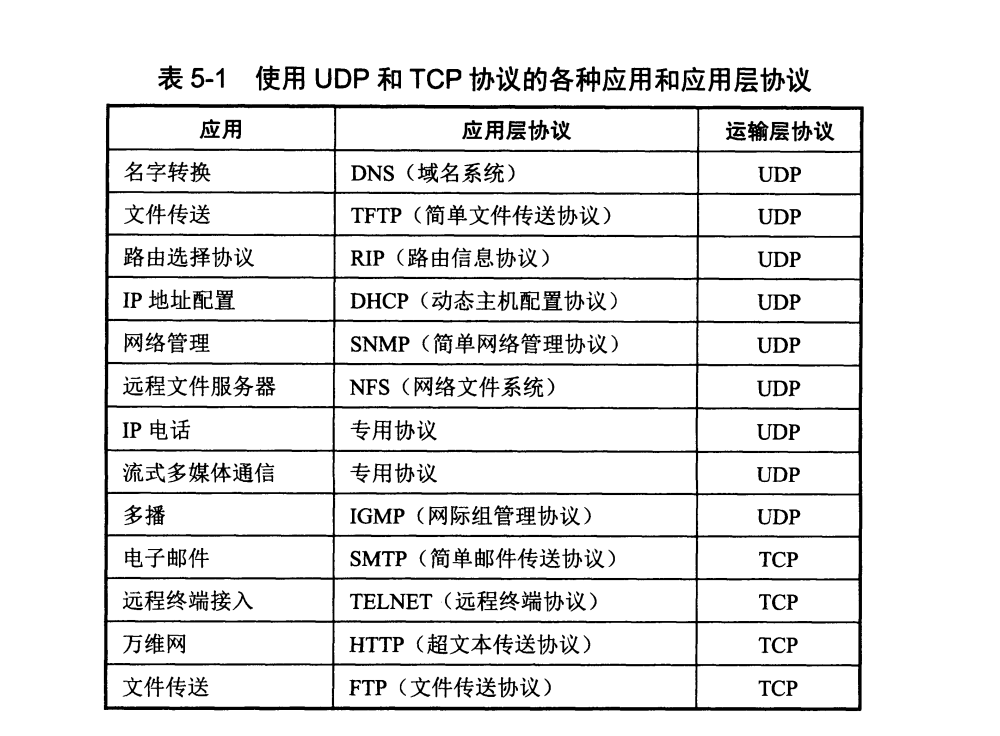 表 5-1 使用 UDP 和 TCP 协议的各种应用和应用层协议
应用 应用层协议 运输层协议
名字转换 DNS（域名系统） UDP
文件传送 TFTP（简单文件传送协议） UDP
路由选择协议 RIP（路由信息协议） UDP
IP 地址配置 DHCP（动态主机配置协议） UDP
网络管理 SNMP（简单网络管理协议） UDP
远程文件服务器 NFS（网络文件系统） UDP
IP 电话 专用协议 UDP
流式多媒体通信 专用协议 UDP
多播 IGMP（网际组管理协议） UDP
电子邮件 SMTP（简单邮件传送协议） TCP
远程终端接入 TELNET（远程终端协议） TCP
万维网 HTTP（超文本传送协议） TCP
文件传送 FTP（文件传送协议） TCP